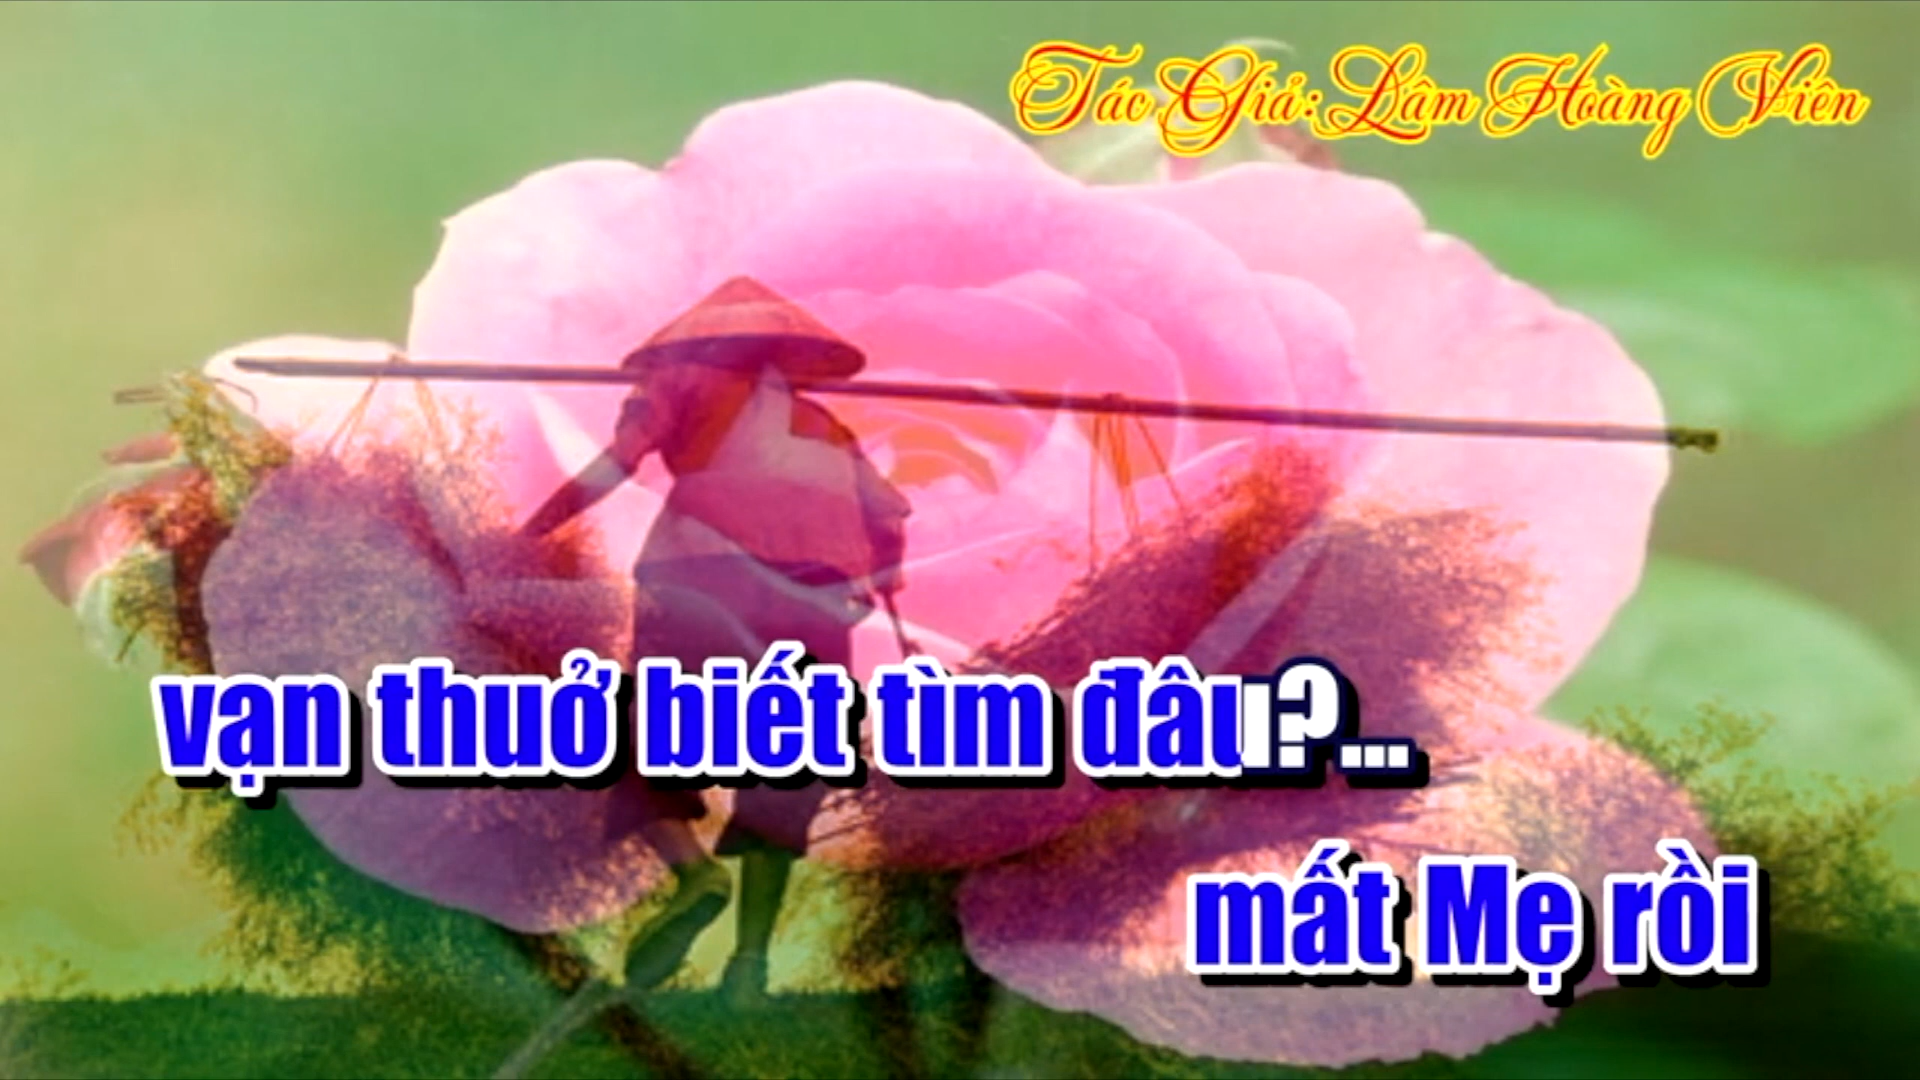 Tác Giả: Lâm Hoàng Viên
vạn thuở biết tìm đâu?...
mất Mẹ rồi